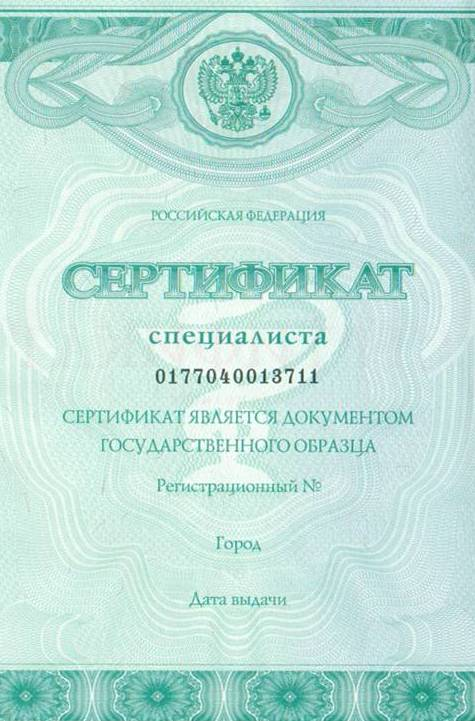 РОССИЙСКАЯ ФЕДЕРАЦИЯ
СЕРТИФИКАТ
специалиста
0177040013711
СЕРТИФИКАТ ЯВЛЯЕТСЯ ДОКУМЕНТОМ
ГОСУДАРСТВЕННОГО ОБРАЗЦА
Регистрационный №
Город
Дата выдачи